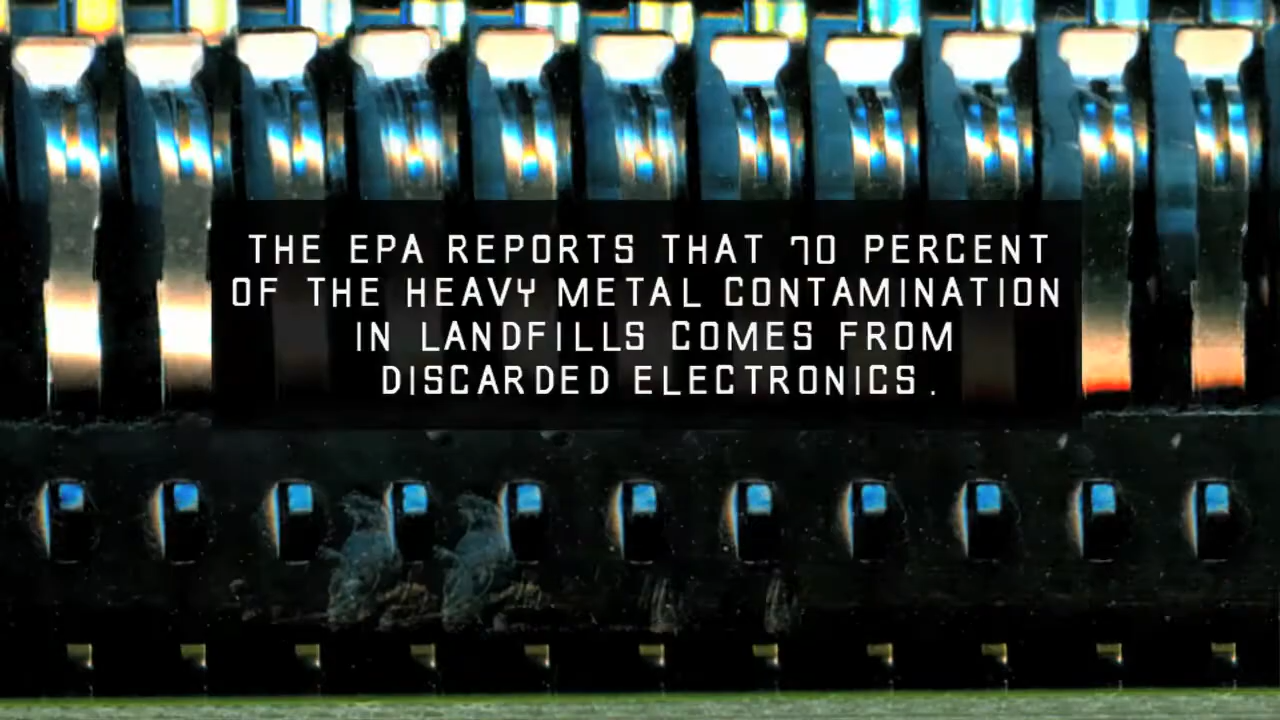 THE EPA REPORTS THAT 70 PERCENT
OF THE HEAVY METAL CONTAMINATION
IN LANDFILLS COMES FROM
DISCARDED ELECTRONICS.